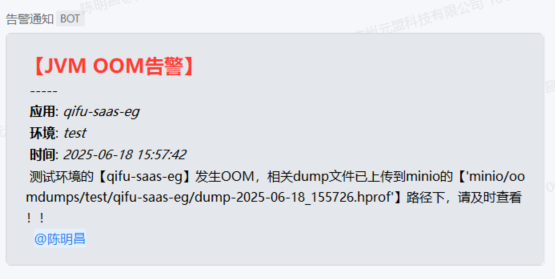 告警通知 BOT
【JVM OOM告警】
-----
应用: qifu-saas-eg
环境: test
时间: 2025-06-18 15:57:42
测试环境的【qifu-saas-eg】发生OOM，相关dump文件已上传到minio的【'minio/oo
mdumps/test/qifu-saas-eg/dump-2025-06-18_155726.hprof'】路径下，请及时查看
！！
@陈明昌